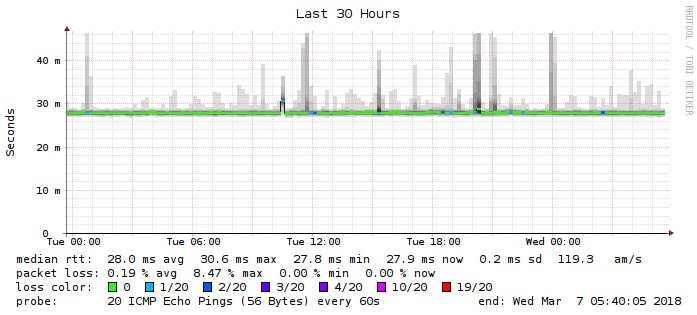 Last 30 Hours
RRDTOOL / TOBI OETIKER
Seconds
40 m
30 m
20 m
10 m
0
Tue 00:00 Tue 06:00 Tue 12:00 Tue 18:00 Wed 00:00
median rtt: 28.0 ms avg 30.6 ms max 27.8 ms min 27.9 ms now 0.2 ms sd 119.3 am/s
packet loss: 0.19 % avg 8.47 % max 0.00 % min 0.00 % now
loss color: 0 1/20 2/20 3/20 4/20 10/20 19/20
probe: 20 ICMP Echo Pings (56 Bytes) every 60s end: Wed Mar 7 05:40:05 2018